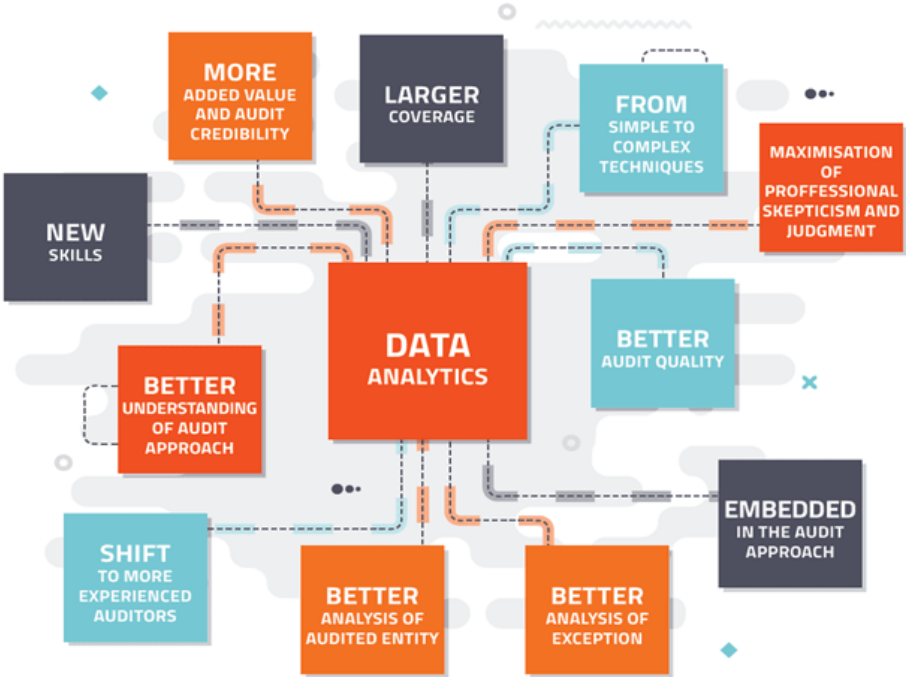 MORE
ADDED VALUE
AND AUDIT
CREDIBILITY
LARGER
COVERAGE
FROM
SIMPLE TO
COMPLEX
TECHNIQUES
MAXIMISATION
OF
PROFFESSIONAL
SKEPTICISM AND
JUDGMENT
NEW
SKILLS
DATA
ANALYTICS
BETTER
AUDIT QUALITY
BETTER
UNDERSTANDING
OF AUDIT
APPROACH
EMBEDDED
IN THE AUDIT
APPROACH
SHIFT
TO MORE
EXPERIENCED
AUDITORS
BETTER
ANALYSIS OF
AUDITED ENTITY
BETTER
ANALYSIS OF
EXCEPTION